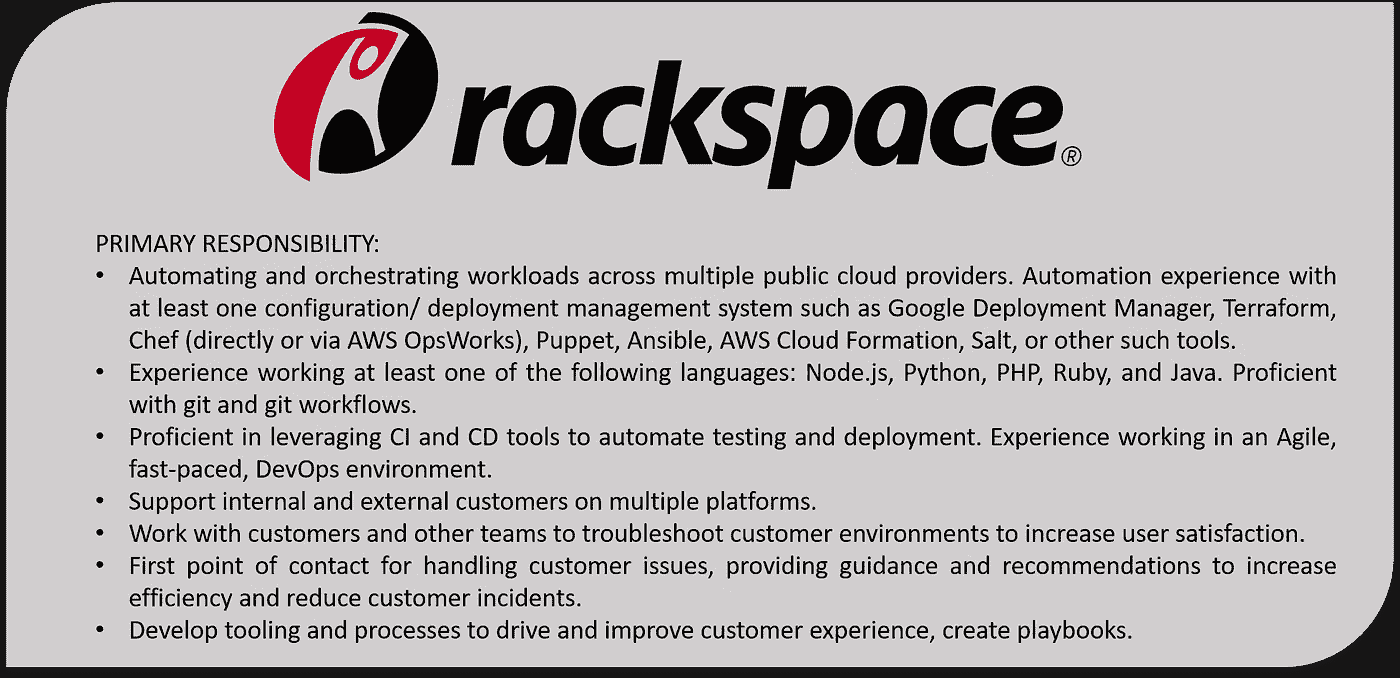 rackspace®
PRIMARY RESPONSIBILITY:
• Automating and orchestrating workloads across multiple public cloud providers. Automation experience with
at least one configuration/ deployment management system such as Google Deployment Manager, Terraform,
Chef (directly or via AWS OpsWorks), Puppet, Ansible, AWS Cloud Formation, Salt, or other such tools.
• Experience working at least one of the following languages: Node.js, Python, PHP, Ruby, and Java. Proficient
with git and git workflows.
• Proficient in leveraging CI and CD tools to automate testing and deployment. Experience working in an Agile,
fast-paced, DevOps environment.
• Support internal and external customers on multiple platforms.
• Work with customers and other teams to troubleshoot customer environments to increase user satisfaction.
• First point of contact for handling customer issues, providing guidance and recommendations to increase
efficiency and reduce customer incidents.
• Develop tooling and processes to drive and improve customer experience, create playbooks.